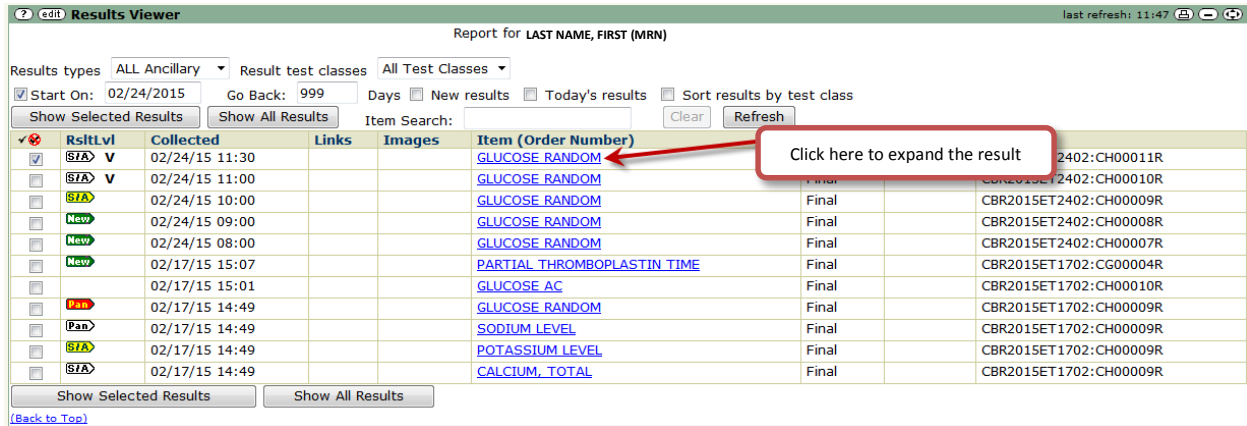 ? edit Results Viewer last refresh: 11:47
Report for LAST NAME, FIRST (MRN)
Results types ALL Ancillary Result test classes All Test Classes
Start On: 02/24/2015 Go Back: 999 Days New results Today's results Sort results by test class
Show Selected Results Show All Results Item Search: Clear Refresh
RsltLvl Collected Links Images Item (Order Number)
Click here to expand the result
S/A V 02/24/15 11:30 GLUCOSE RANDOM 2402:CH00011R
S/A V 02/24/15 11:00 GLUCOSE RANDOM Final CBR2015ET2402:CH00010R
S/A 02/24/15 10:00 GLUCOSE RANDOM Final CBR2015ET2402:CH00009R
New 02/24/15 09:00 GLUCOSE RANDOM Final CBR2015ET2402:CH00008R
New 02/24/15 08:00 GLUCOSE RANDOM Final CBR2015ET2402:CH00007R
New 02/17/15 15:07 PARTIAL THROMBOPLASTIN TIME Final CBR2015ET1702:CG00004R
02/17/15 15:01 GLUCOSE AC Final CBR2015ET1702:CH00010R
Pan 02/17/15 14:49 GLUCOSE RANDOM Final CBR2015ET1702:CH00009R
Pan 02/17/15 14:49 SODIUM LEVEL Final CBR2015ET1702:CH00009R
S/A 02/17/15 14:49 POTASSIUM LEVEL Final CBR2015ET1702:CH00009R
S/A 02/17/15 14:49 CALCIUM, TOTAL Final CBR2015ET1702:CH00009R
Show Selected Results Show All Results
(Back to Top)